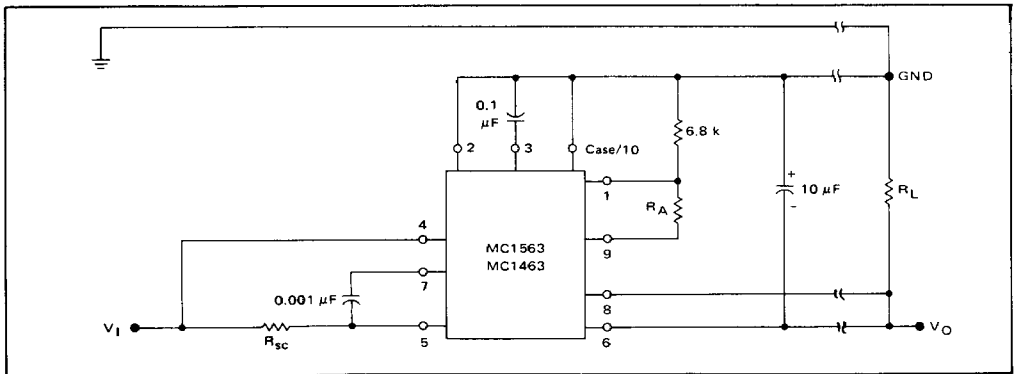 GND
0.1
μF
6.8 k
2
3
Case/10
+
10 μF
-
RL
1
RA
4
MC1563
MC1463
9
7
0.001 μF
8
VI
Rsc
5
6
VO